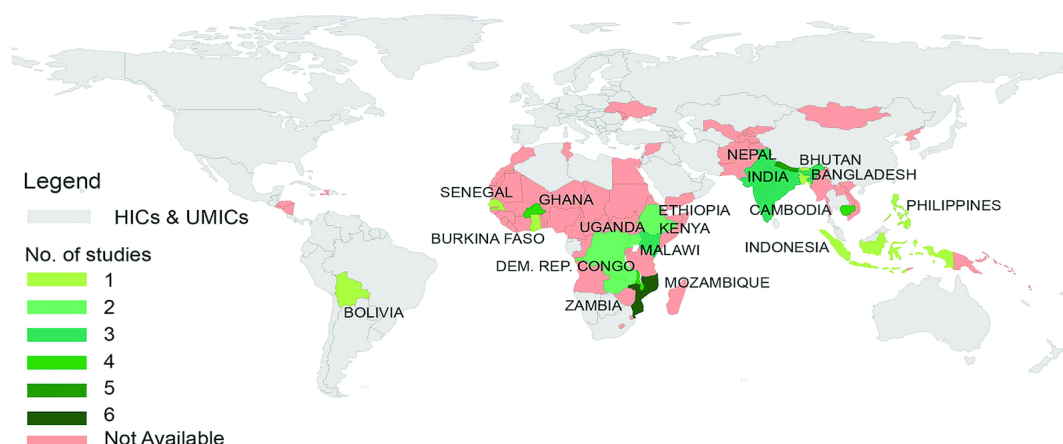 NEPAL
BHUTAN
INDIA
BANGLADESH
Legend
SENEGAL
GHANA
ETHIOPIA
CAMBODIA
PHILIPPINES
HICs & UMICs
UGANDA
KENYA
BURKINA FASO
MALAWI
INDONESIA
No. of studies
DEM. REP. CONGO
1
MOZAMBIQUE
2
ZAMBIA
BOLIVIA
3
4
5
6
Not Available